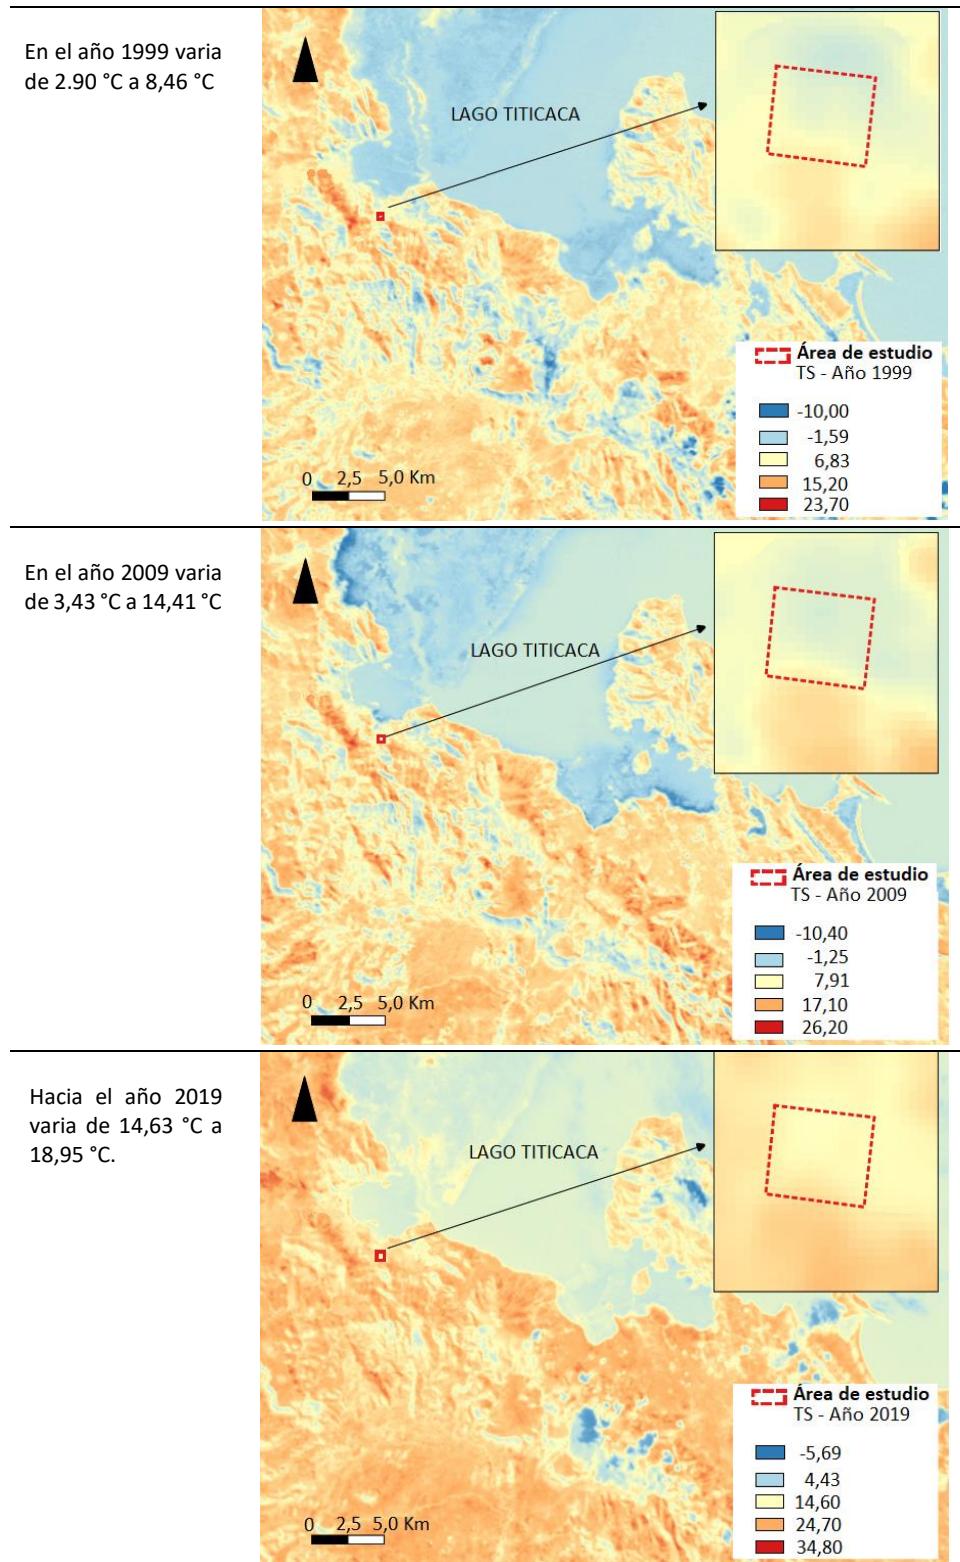 En el año 1999 varia
de 2.90 °C a 8,46 °C
LAGO TITICACA
Área de estudio
TS - Año 1999
-10,00
-1,59
6,83
15,20
23,70
0 2,5 5,0 Km
En el año 2009 varia
de 3,43 °C a 14,41 °C
LAGO TITICACA
Área de estudio
TS - Año 2009
-10,40
-1,25
7,91
17,10
26,20
0 2,5 5,0 Km
Hacia el año 2019
varia de 14,63 °C a
18,95 °C.
LAGO TITICACA
Área de estudio
TS - Año 2019
-5,69
4,43
14,60
24,70
34,80
0 2,5 5,0 Km